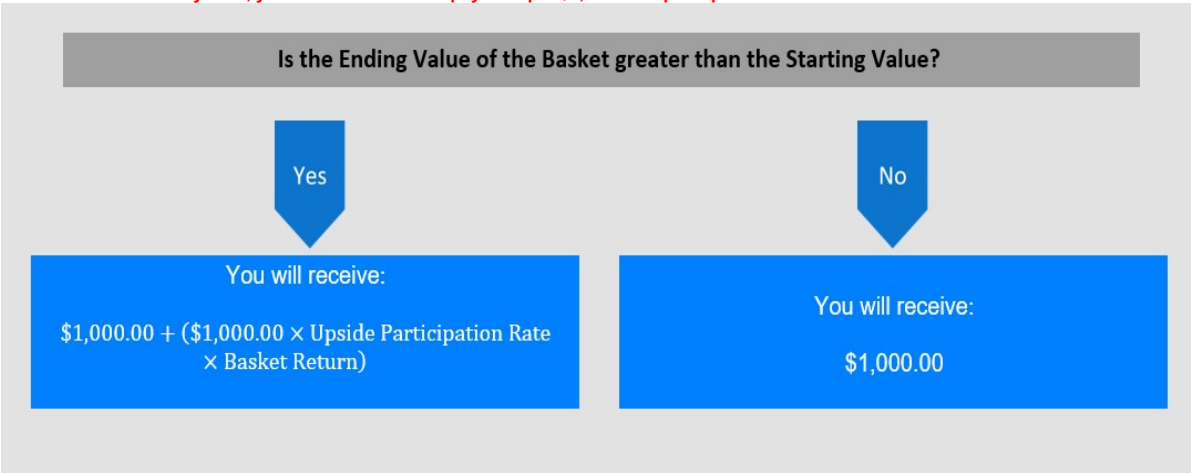 Is the Ending Value of the Basket greater than the Starting Value?
Yes
No
You will receive:
$1,000.00 + ($1,000.00 × Upside Participation Rate
× Basket Return)
You will receive:
$1,000.00